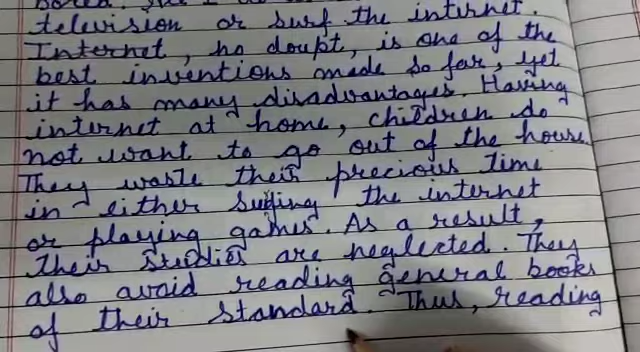 television or surf the internet.
Internet, no doubt, is one of the
best inventions made so far, yet
it has many disadvantages. Having
internet at home, children do
not want to go out of the house.
They waste their precious time
in either surfing the internet
or playing games. As a result,
their studies are neglected. They
also avoid reading general books
of their standard. Thus, reading